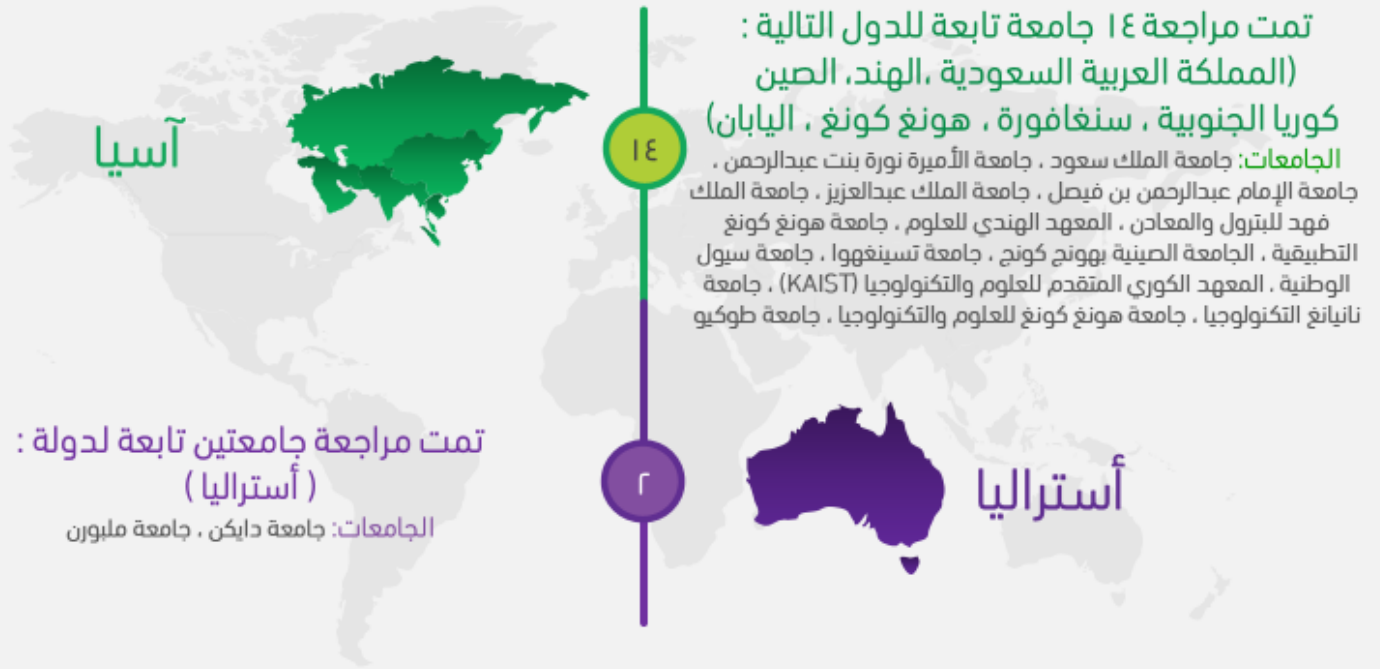 تمت مراجعة ١٤ جامعة تابعة للدول التالية :
(المملكة العربية السعودية ،الهند، الصين
كوريا الجنوبية ، سنغافورة ، هونغ كونغ ، اليابان)
الجامعات: جامعة الملك سعود ، جامعة الأميرة نورة بنت عبدالرحمن ،
جامعة الإمام عبدالرحمن بن فيصل ، جامعة الملك عبدالعزيز ، جامعة الملك
فهد للبترول والمعادن ، المعهد الهندي للعلوم ، جامعة هونغ كونغ
التطبيقية ، الجامعة الصينية بهونج كونج ، جامعة تسينغهوا ، جامعة سيول
الوطنية ، المعهد الكوري المتقدم للعلوم والتكنولوجيا (KAIST) ، جامعة
نانيانغ التكنولوجيا ، جامعة هونغ كونغ للعلوم والتكنولوجيا ، جامعة طوكيو
١٤
آسيا
أستراليا
٢
تمت مراجعة جامعتين تابعة لدولة :
( أستراليا )
الجامعات: جامعة دايكن ، جامعة ملبورن